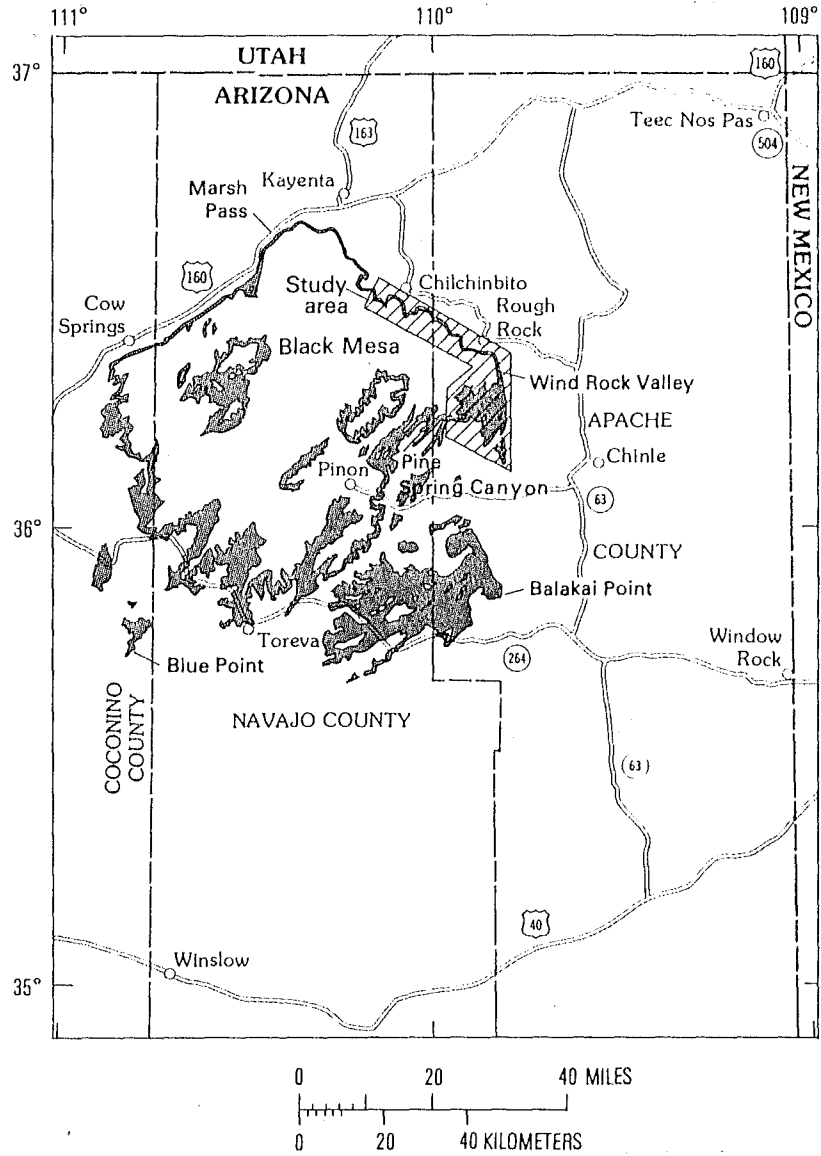 111°
110°
109°
37°
UTAH
ARIZONA
160
Teec Nos Pas
504
163
Kayenta
Marsh
Pass
NEW MEXICO
160
Study
area
Chilchinbito
Rough
Rock
Cow
Springs
Black Mesa
Wind Rock Valley
APACHE
Chinle
Pinon
Pine
Spring Canyon
63
36°
COUNTY
Balakai Point
Toreva
264
Window
Rock
Blue Point
COCONINO
COUNTY
NAVAJO COUNTY
63
40
Winslow
35°
0 20 40 MILES
0 20 40 KILOMETERS